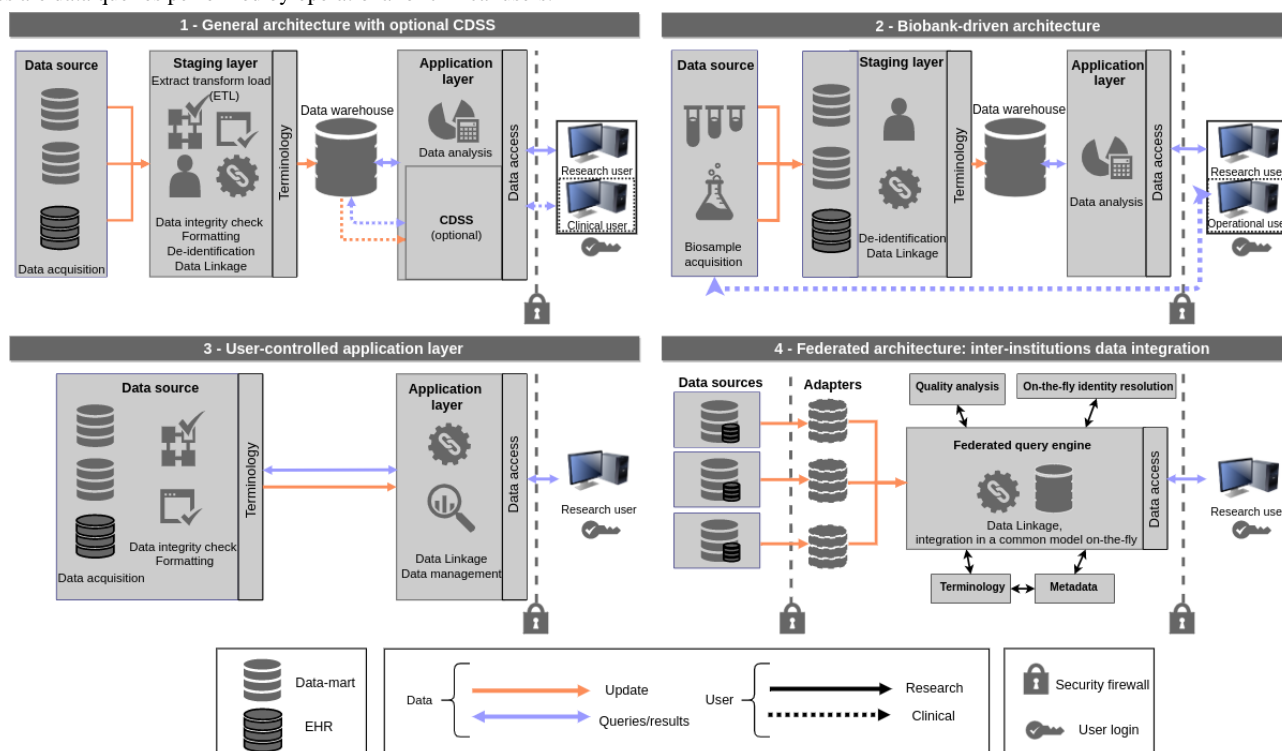 1 - General architecture with optional CDSS
Data source
Data acquisition
Staging layer
Extract transform load
(ETL)
Data integrity check
Formatting
De-identification
Data Linkage
Terminology
Data warehouse
Application
layer
Data analysis
CDSS
(optional)
Data access
Research user
Clinical user
2 - Biobank-driven architecture
Data source
Biosample
acquisition
Staging layer
De-identification
Data Linkage
Terminology
Data warehouse
Application
layer
Data analysis
Data access
Research user
Operational user
3 - User-controlled application layer
Data source
Data acquisition
Data integrity check
Formatting
Terminology
Application
layer
Data Linkage
Data management
Data access
Research user
4 - Federated architecture: inter-institutions data integration
Data sources
Adapters
Quality analysis
On-the-fly identity resolution
Federated query engine
Data Linkage,
integration in a common model on-the-fly
Data access
Terminology
Metadata
Research user
Data-mart
EHR
Data
Update
Queries/results
User
Research
Clinical
Security firewall
User login